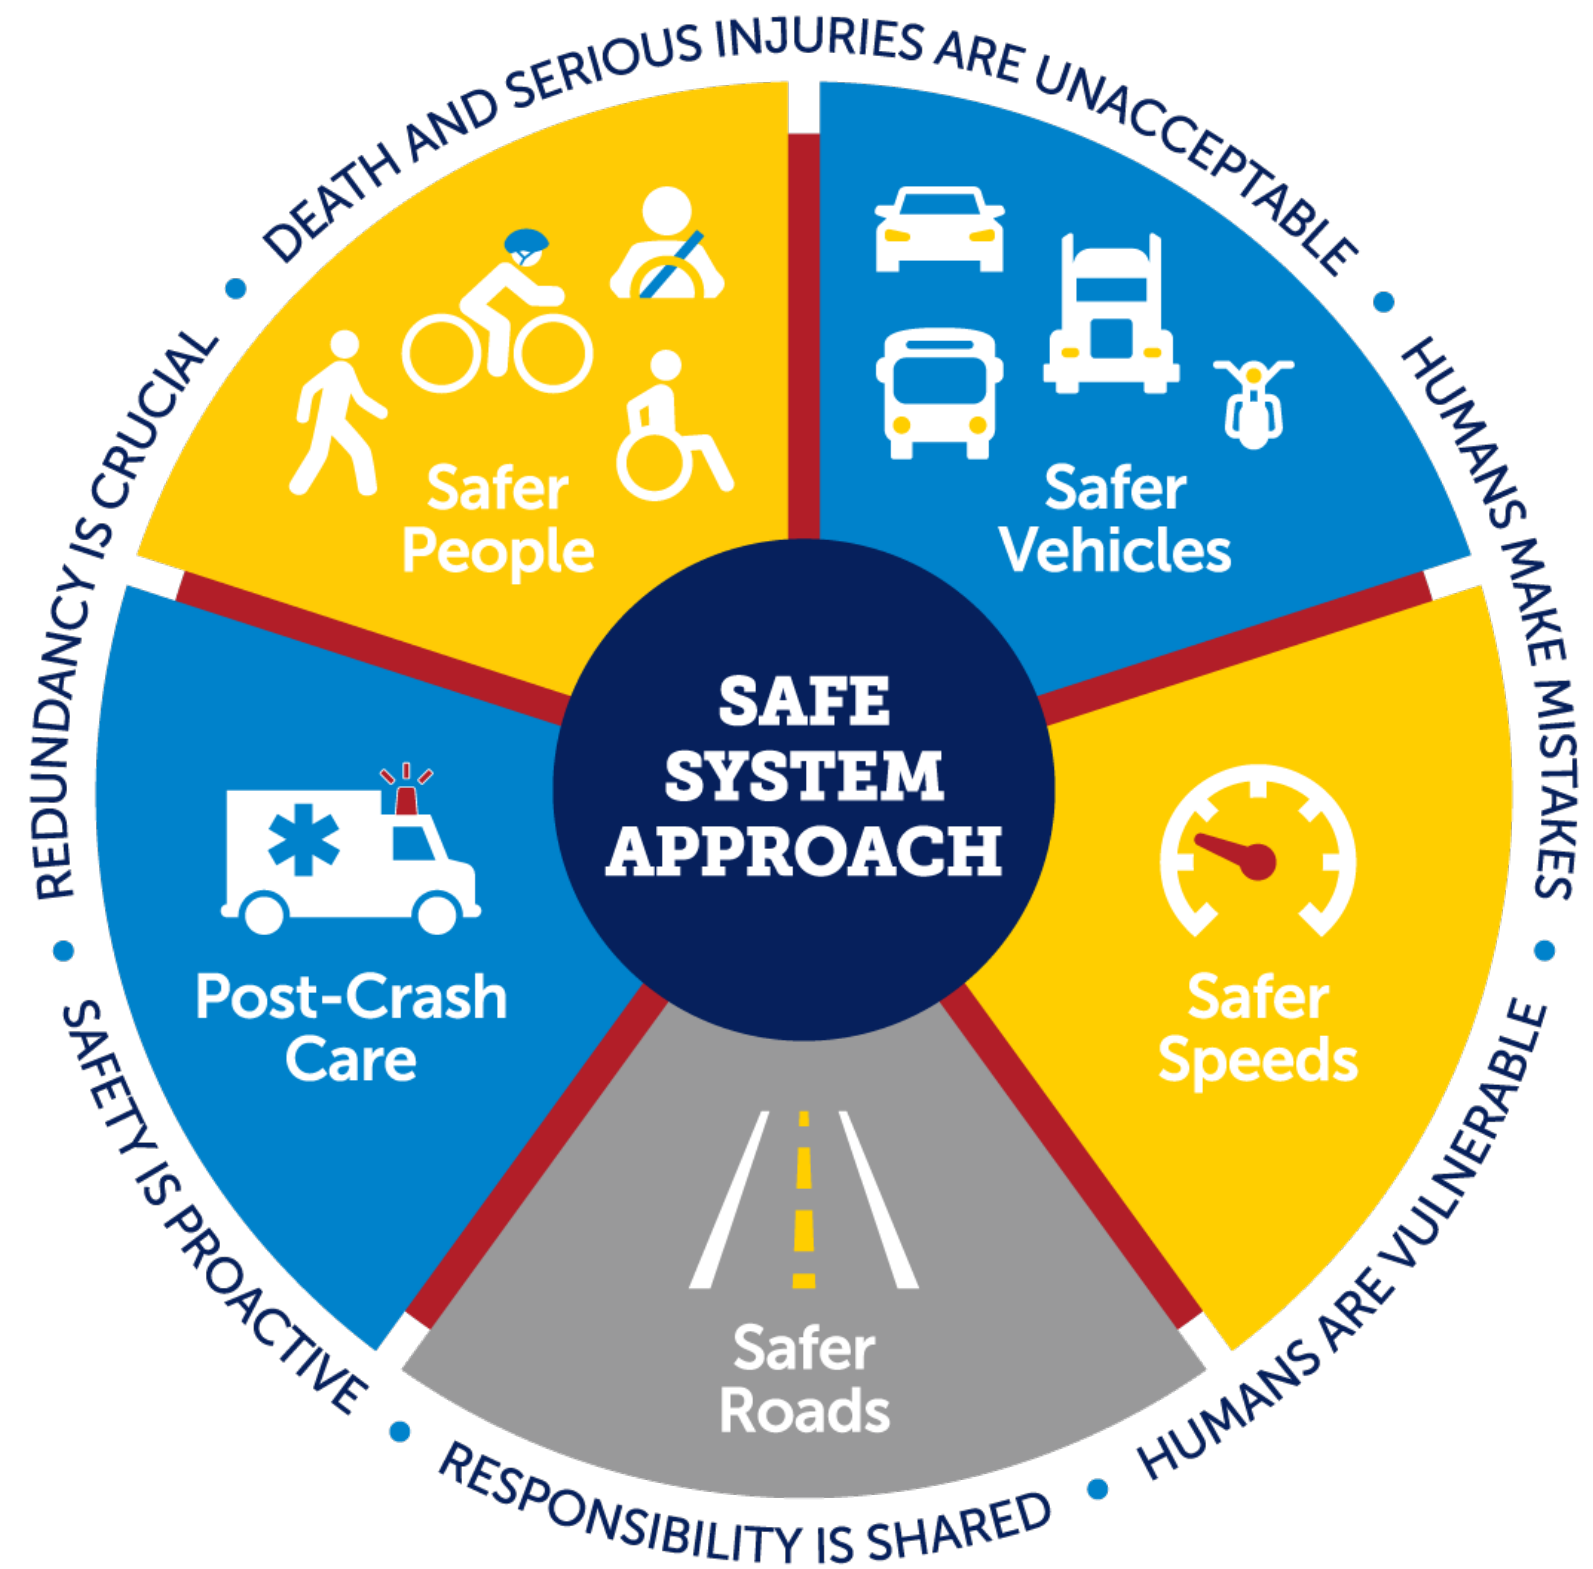 DEATH AND SERIOUS INJURIES ARE UNACCEPTABLE
HUMANS MAKE MISTAKES
HUMANS ARE VULNERABLE
RESPONSIBILITY IS SHARED
SAFETY IS PROACTIVE
REDUNDANCY IS CRUCIAL
Safer
People
Safer
Vehicles
SAFE
SYSTEM
APPROACH
Post-Crash
Care
Safer
Speeds
Safer
Roads